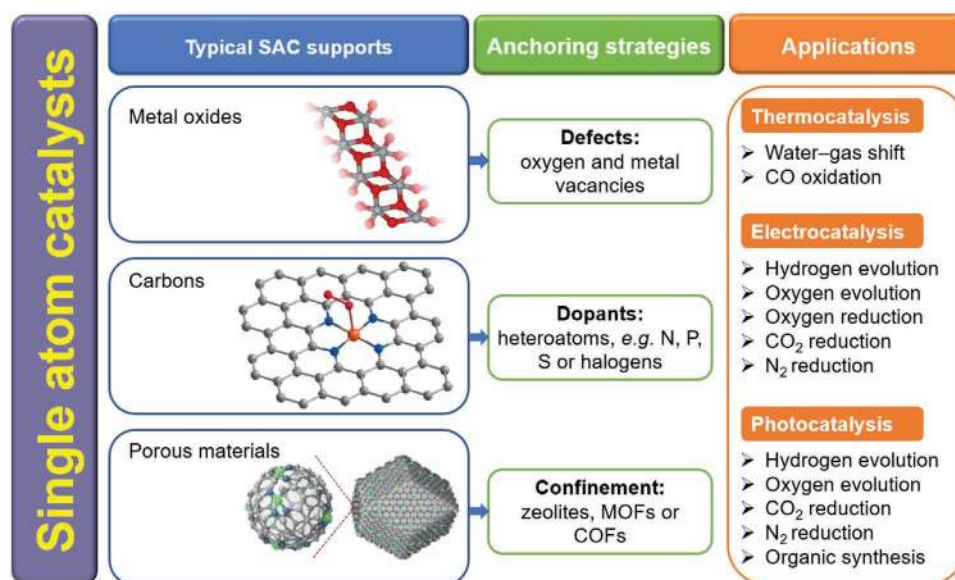 Single atom catalysts
Typical SAC supports
Anchoring strategies
Applications
Metal oxides
Defects:
oxygen and metal
vacancies
Carbons
Dopants:
heteroatoms, e.g. N, P,
S or halogens
Porous materials
Confinement:
zeolites, MOFs or
COFs
Thermocatalysis
➢ Water–gas shift
➢ CO oxidation
Electrocatalysis
➢ Hydrogen evolution
➢ Oxygen evolution
➢ Oxygen reduction
➢ CO₂ reduction
➢ N₂ reduction
Photocatalysis
➢ Hydrogen evolution
➢ Oxygen evolution
➢ CO₂ reduction
➢ N₂ reduction
➢ Organic synthesis